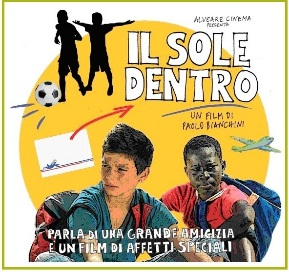 ALVEARE CINEMA
PRESENTA
IL SOLE
DENTRO
UN FILM DI
PAOLO BIANCHINI
PARLA DI UNA GRANDE AMICIZIA
E UN FILM DI AFFETTI SPECIALI